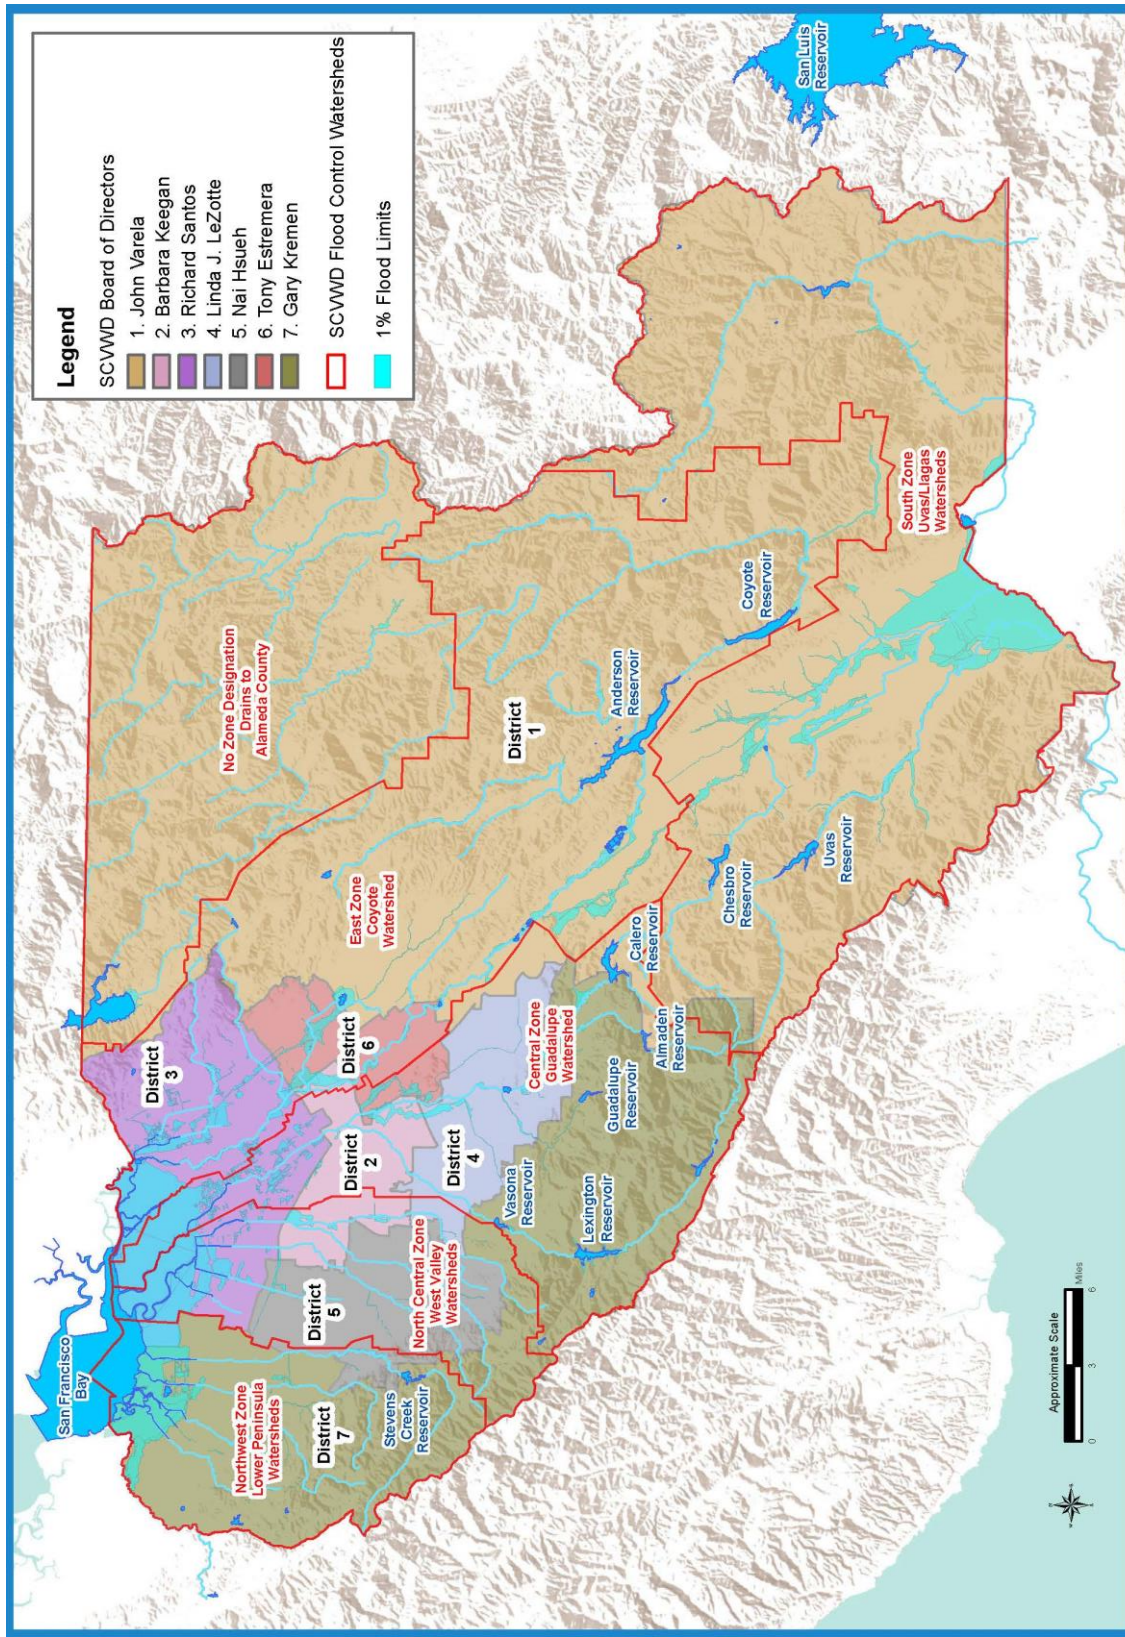 Legend
SCVWD Board of Directors
1. John Varela
2. Barbara Keegan
3. Richard Santos
4. Linda J. LeZotte
5. Nai Hsueh
6. Tony Estremera
7. Gary Kremen
SCVWD Flood Control Watersheds
1% Flood Limits
San Francisco
Bay
Northwest Zone
Lower Peninsula
Watersheds
District
7
Stevens
Creek
Reservoir
District
5
North Central Zone
West Valley
Watersheds
District
2
District
4
Vasona
Reservoir
Lexington
Reservoir
District
3
District
6
Central Zone
Guadalupe
Watershed
Guadalupe
Reservoir
Almaden
Reservoir
Calero
Reservoir
East Zone
Coyote
Watershed
No Zone Designation
Drains to
Alameda County
District
1
Anderson
Reservoir
Coyote
Reservoir
Chesbro
Reservoir
Uvas
Reservoir
South Zone
Uvas/Llagas
Watersheds
San Luis
Reservoir
Approximate Scale
0
3
6
Miles